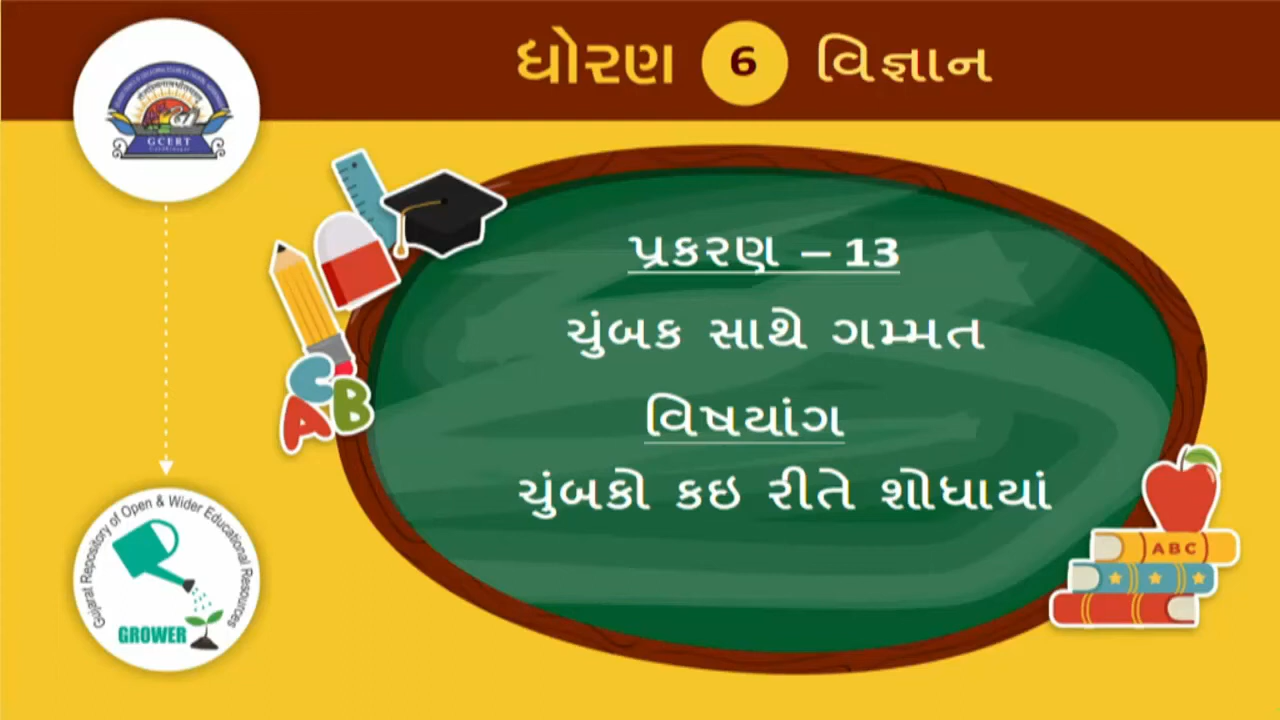 ધોરણ 6 વિજ્ઞાન
GCERT
પ્રકરણ – 13
ચુંબક સાથે ગમ્મત
વિષયાંગ
ચુંબકો કઇ રીતે શોધાયાં
CAB
ABC
Gujarat Repository of Open & Wider Educational Resources
GROWER